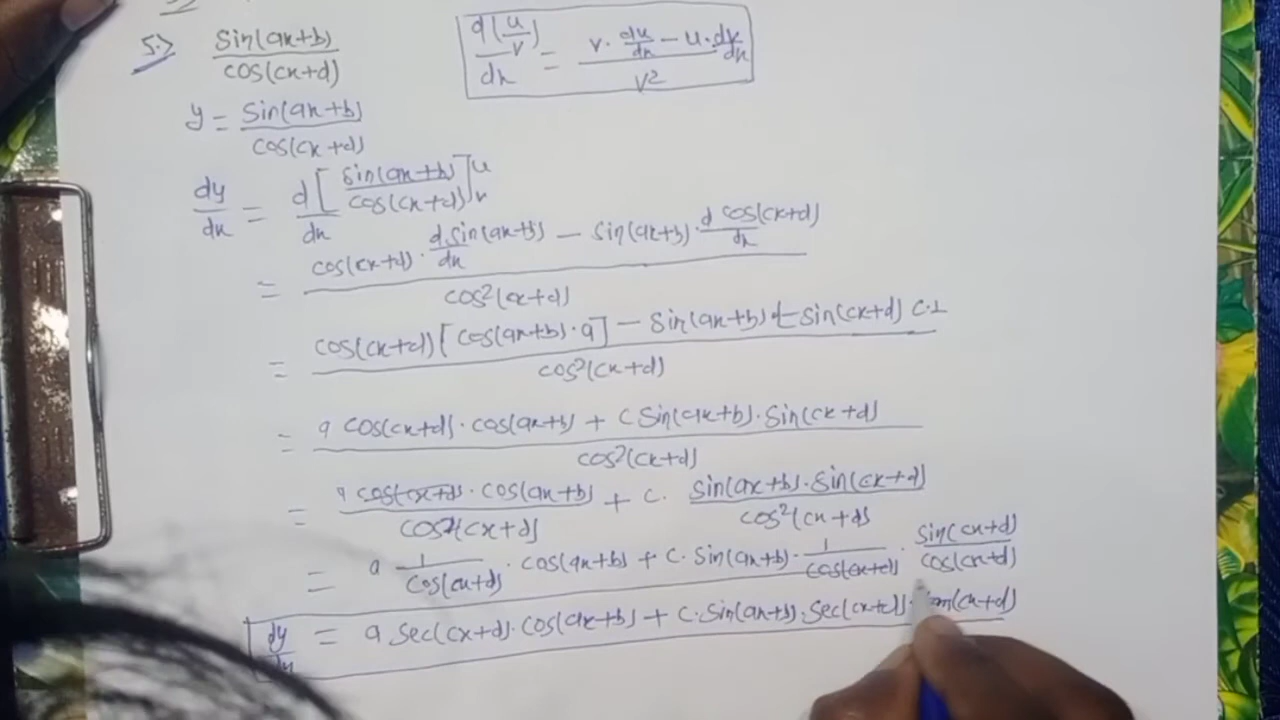 5.> sin(ax+b)/cos(cx+d)
d(u/v)/dx = (v. du/dx - u. dv/dx)/v²
y = sin(ax+b)/cos(cx+d)
dy/dx = d/dx [sin(ax+b)/cos(cx+d)] u v
= (cos(cx+d). d sin(ax+b)/dx - sin(ax+b). d cos(cx+d)/dx)/cos²(cx+d)
= (cos(cx+d)[cos(ax+b). a] - sin(ax+b). -sin(cx+d) c.1)/cos²(cx+d)
= (a cos(cx+d). cos(ax+b) + c sin(ax+b). sin(cx+d))/cos²(cx+d)
= (a cos(cx+d). cos(ax+b))/cos²(cx+d) + c. (sin(ax+b). sin(cx+d))/cos²(cx+d)
= a 1/cos(cx+d). cos(ax+b) + c. sin(ax+b). 1/cos(cx+d). sin(cx+d)/cos(cx+d)
dy/dx = a sec(cx+d). cos(ax+b) + c. sin(ax+b). sec(cx+d). tan(cx+d)